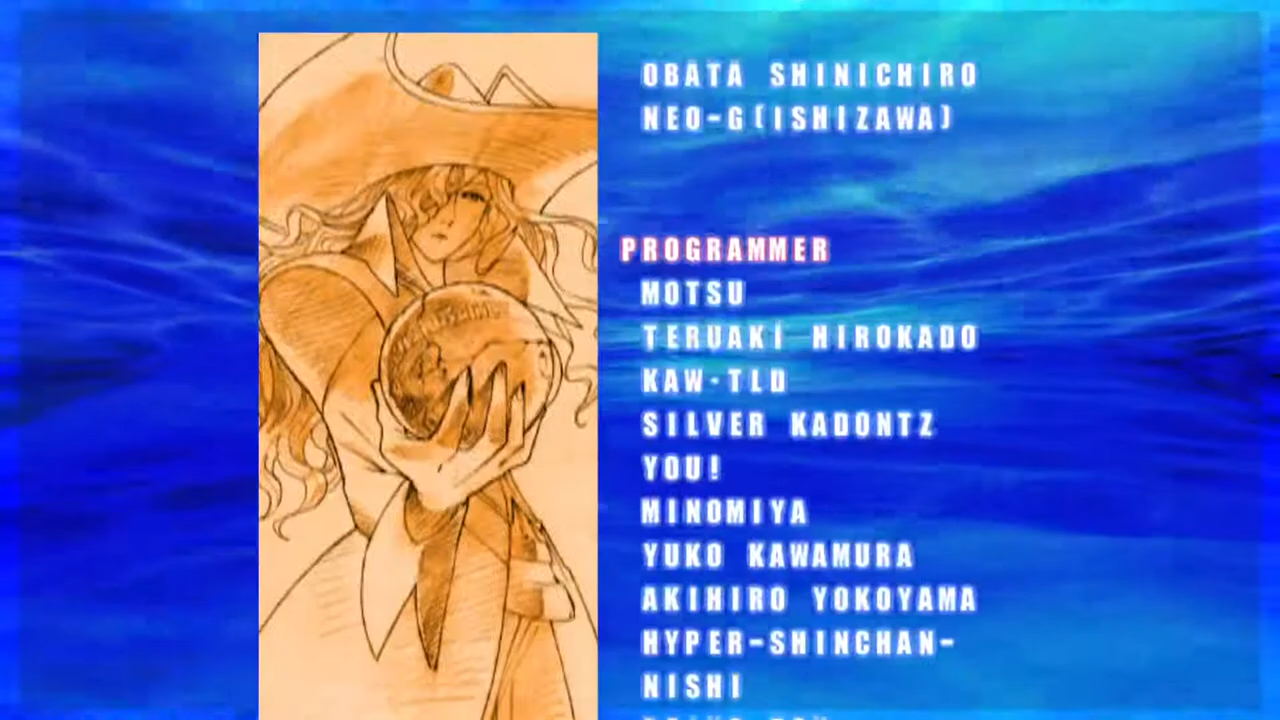 OBATA SHINICHIRO
NEO-G(ISHIZAWA)
PROGRAMMER
MOTSU
TERUAKI HIROKADO
KAW·TLD
SILVER KADONTZ
YOU!
MINOMIYA
YUKO KAWAMURA
AKIHIRO YOKOYAMA
HYPER-SHINCHAN-
NISHI